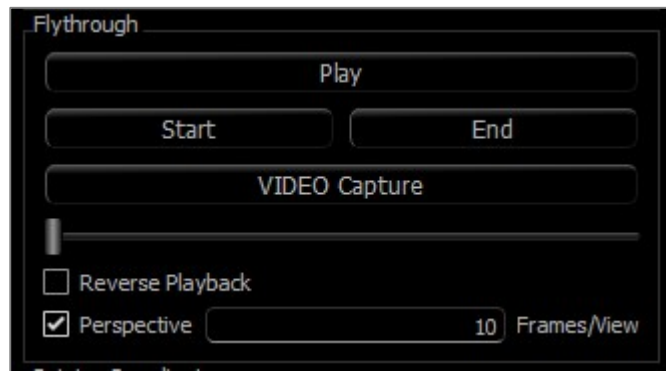 Flythrough
Play
Start End
VIDEO Capture
Reverse Playback
Perspective 10 Frames/View